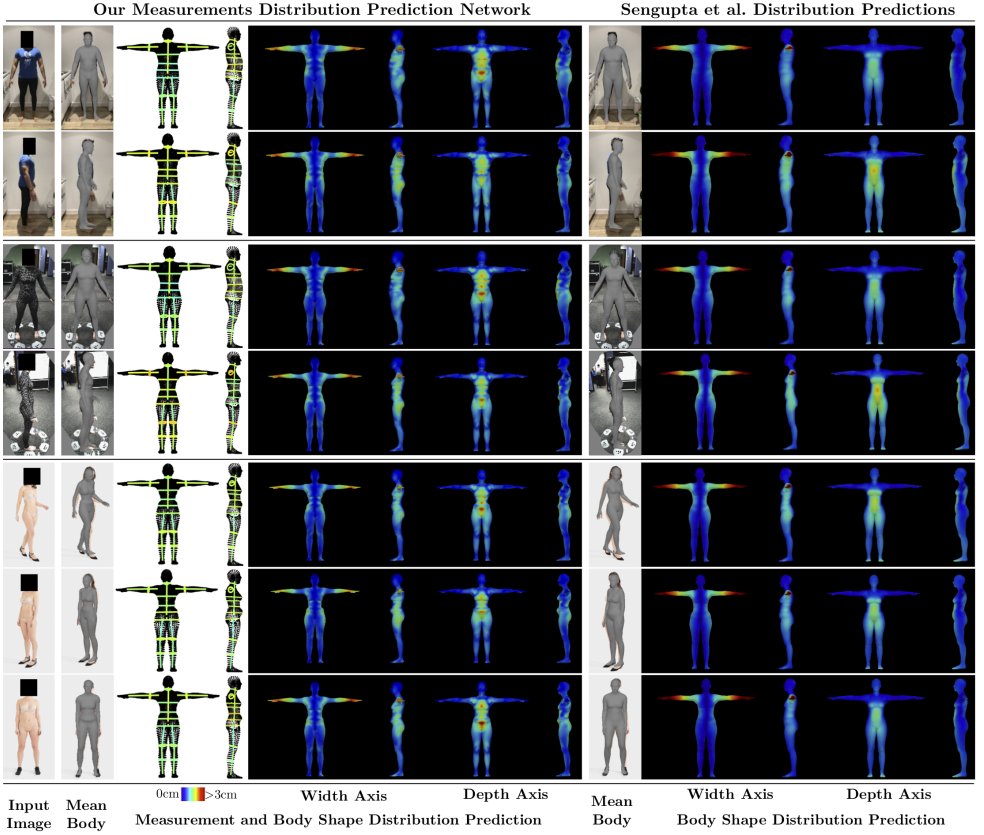 Our Measurements Distribution Prediction Network
Sengupta et al. Distribution Predictions
0cm >3cm
Width Axis
Depth Axis
Width Axis
Depth Axis
Input
Image
Mean
Body
Measurement and Body Shape Distribution Prediction
Mean
Body
Body Shape Distribution Prediction